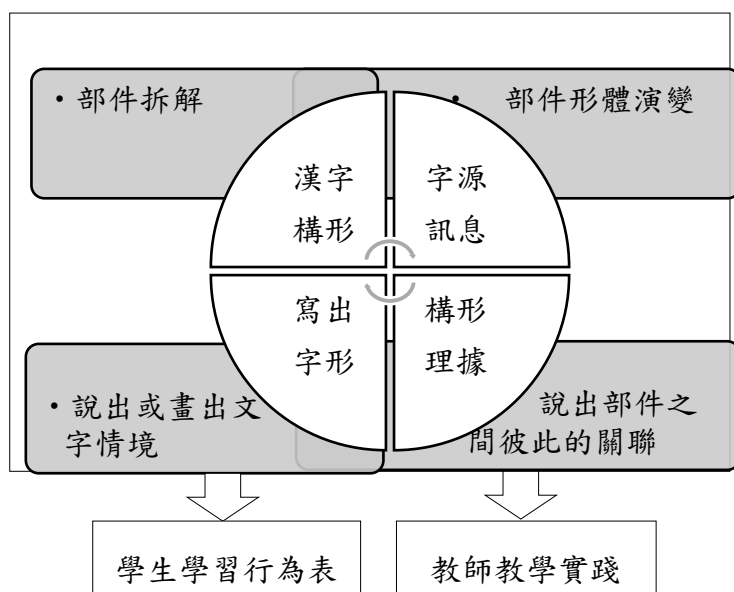 • 部件拆解
• 部件形體演變
漢字
構形
字源
訊息
寫出
字形
構形
理據
• 說出或畫出文
字情境
說出部件之
間彼此的關聯
學生學習行為表
教師教學實踐